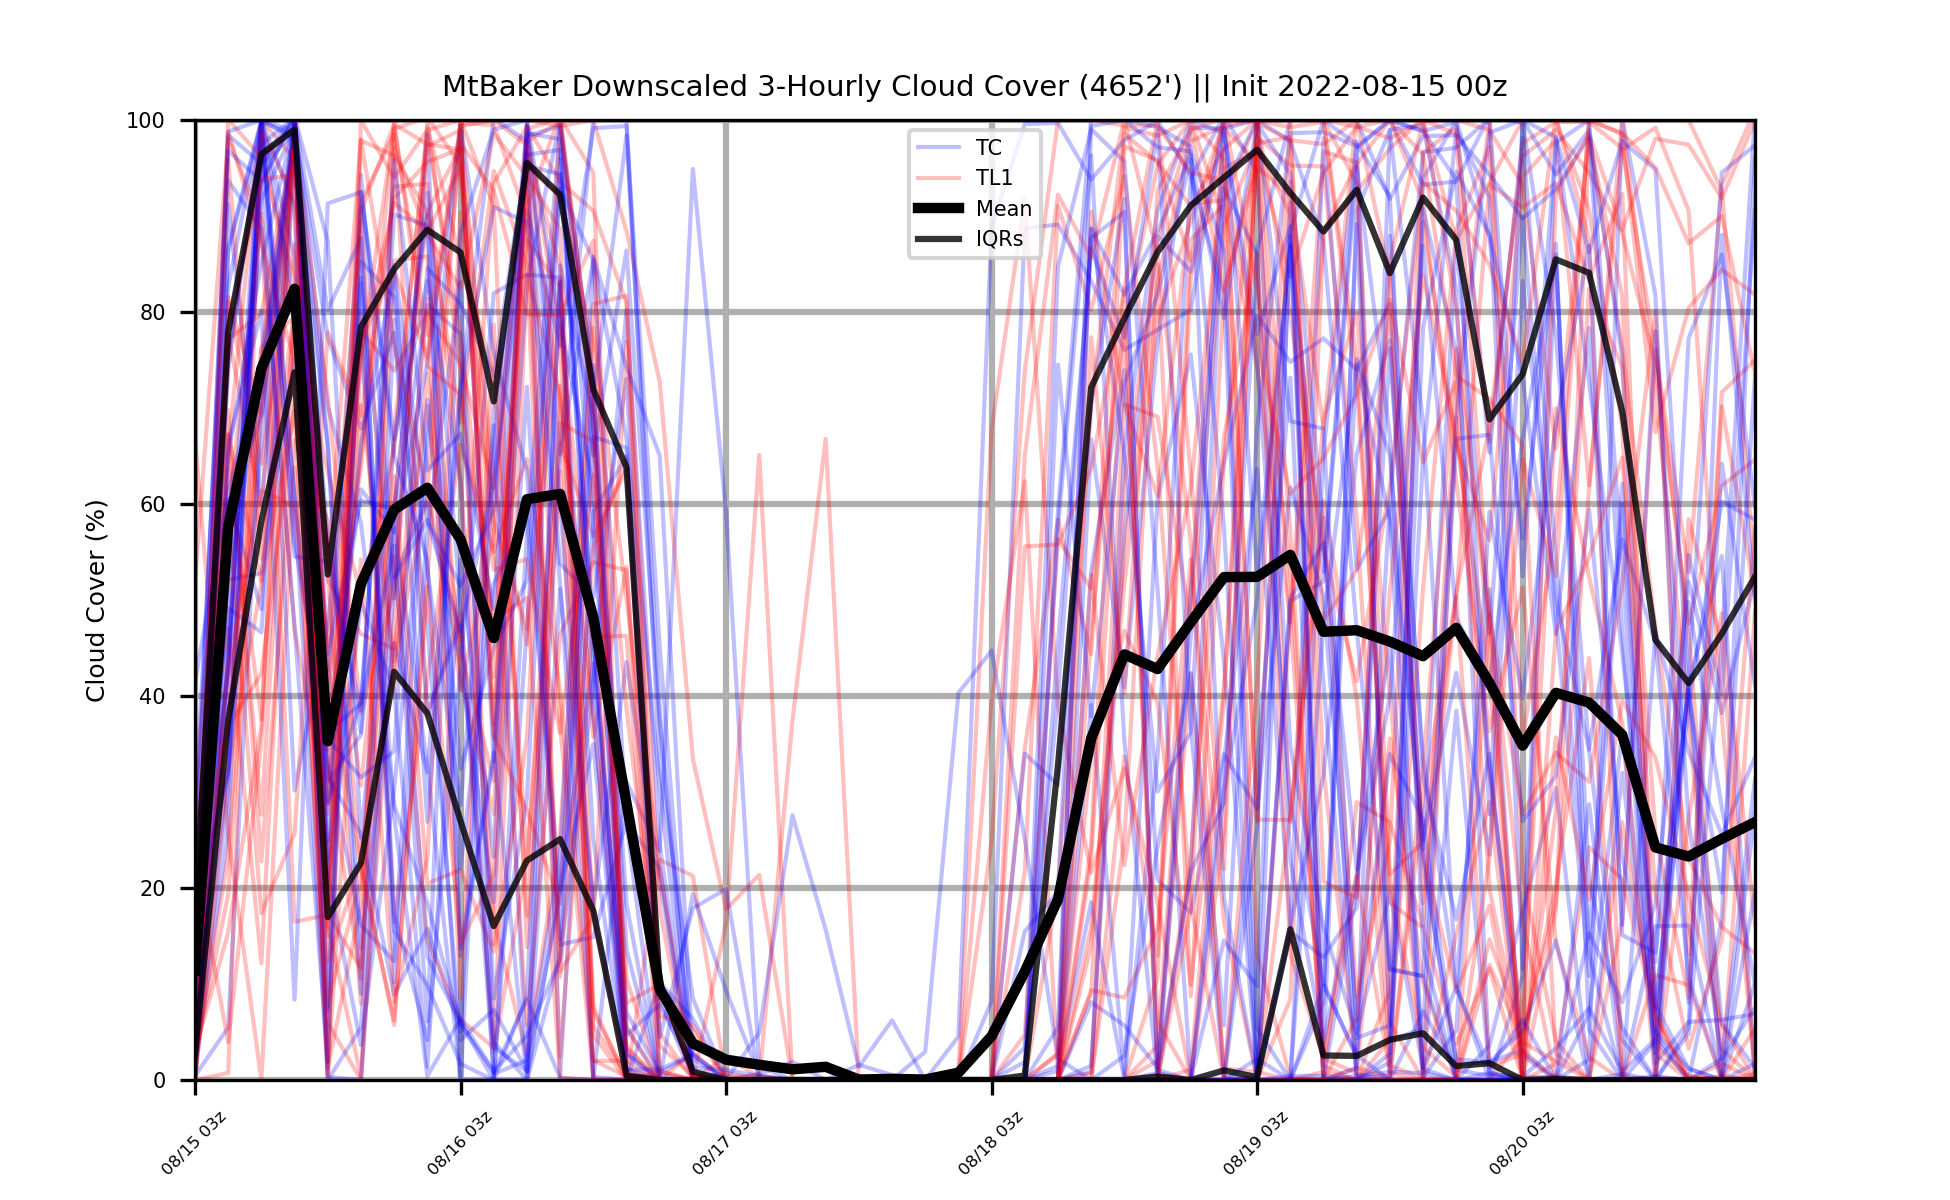 MtBaker Downscaled 3-Hourly Cloud Cover (4652') || Init 2022-08-15 00z
100
80
60
40
20
0
Cloud Cover (%)
TC
TL1
Mean
IQRs
08/15 03z
08/16 03z
08/17 03z
08/18 03z
08/19 03z
08/20 03z